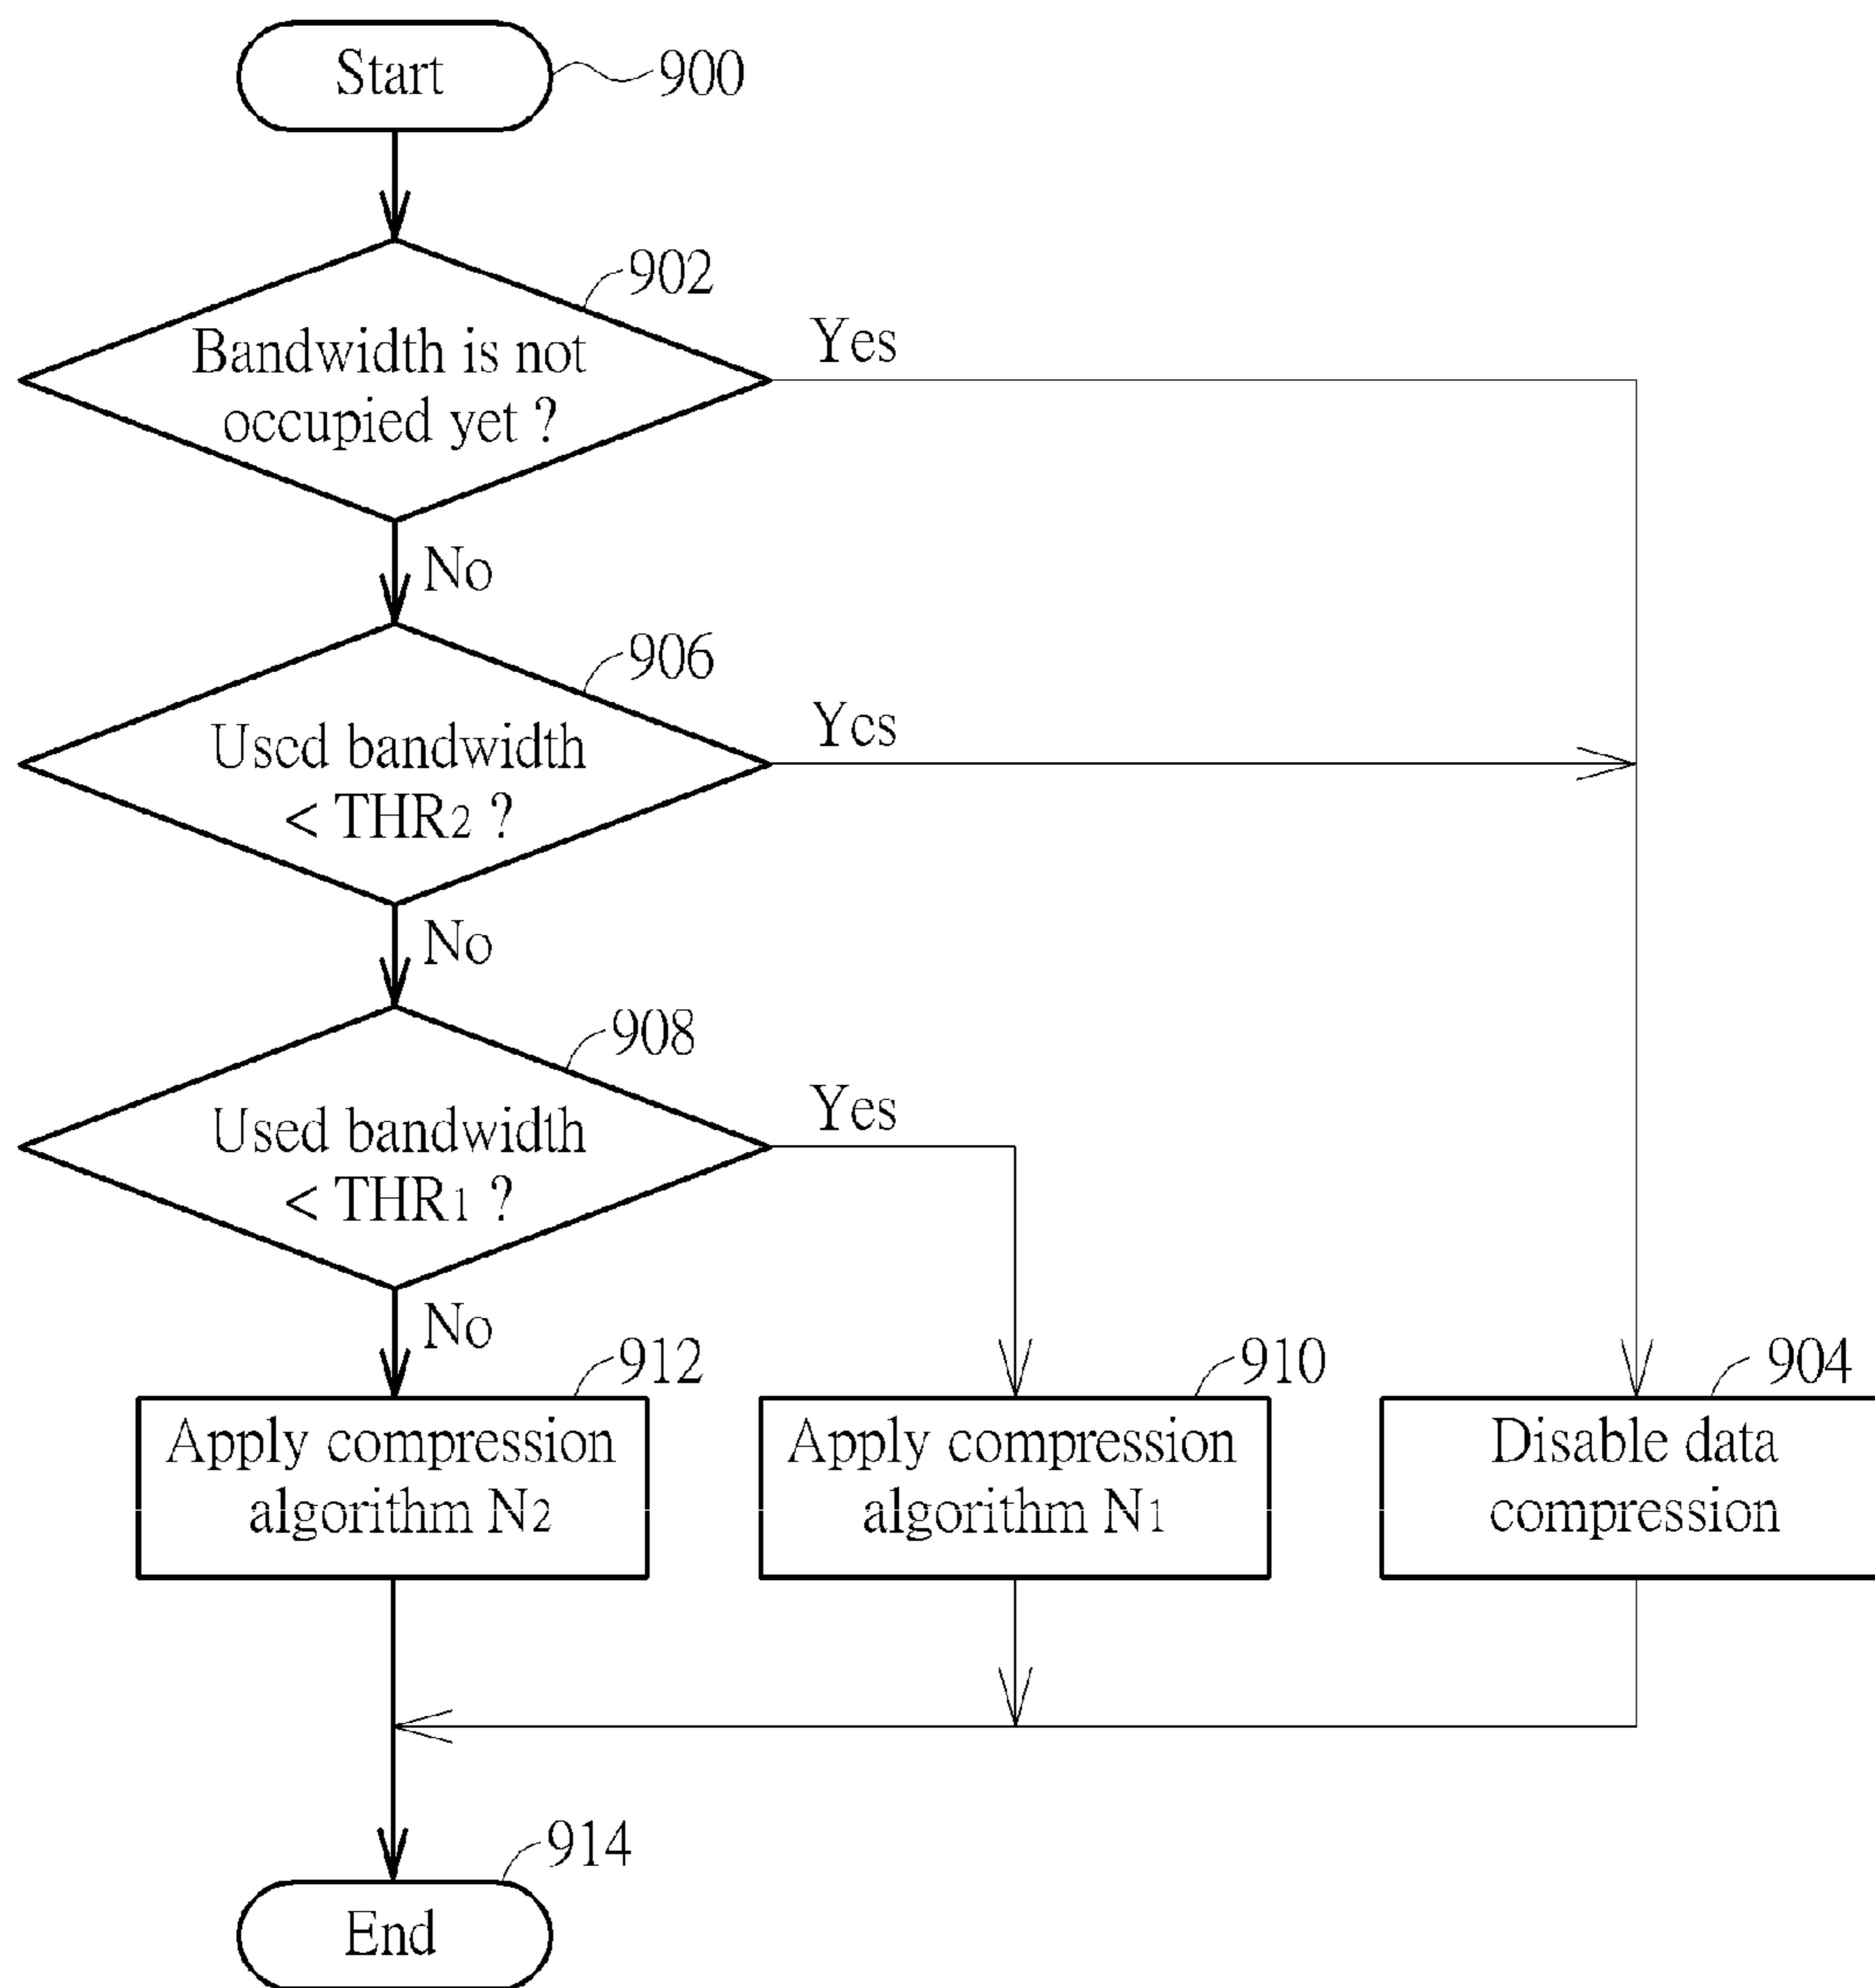 Start
900
902
Bandwidth is not
occupied yet ?
Yes
No
906
Used bandwidth
< THR2 ?
Yes
No
908
Used bandwidth
< THR1 ?
Yes
No
912
Apply compression
algorithm N2
910
Apply compression
algorithm N1
904
Disable data
compression
914
End